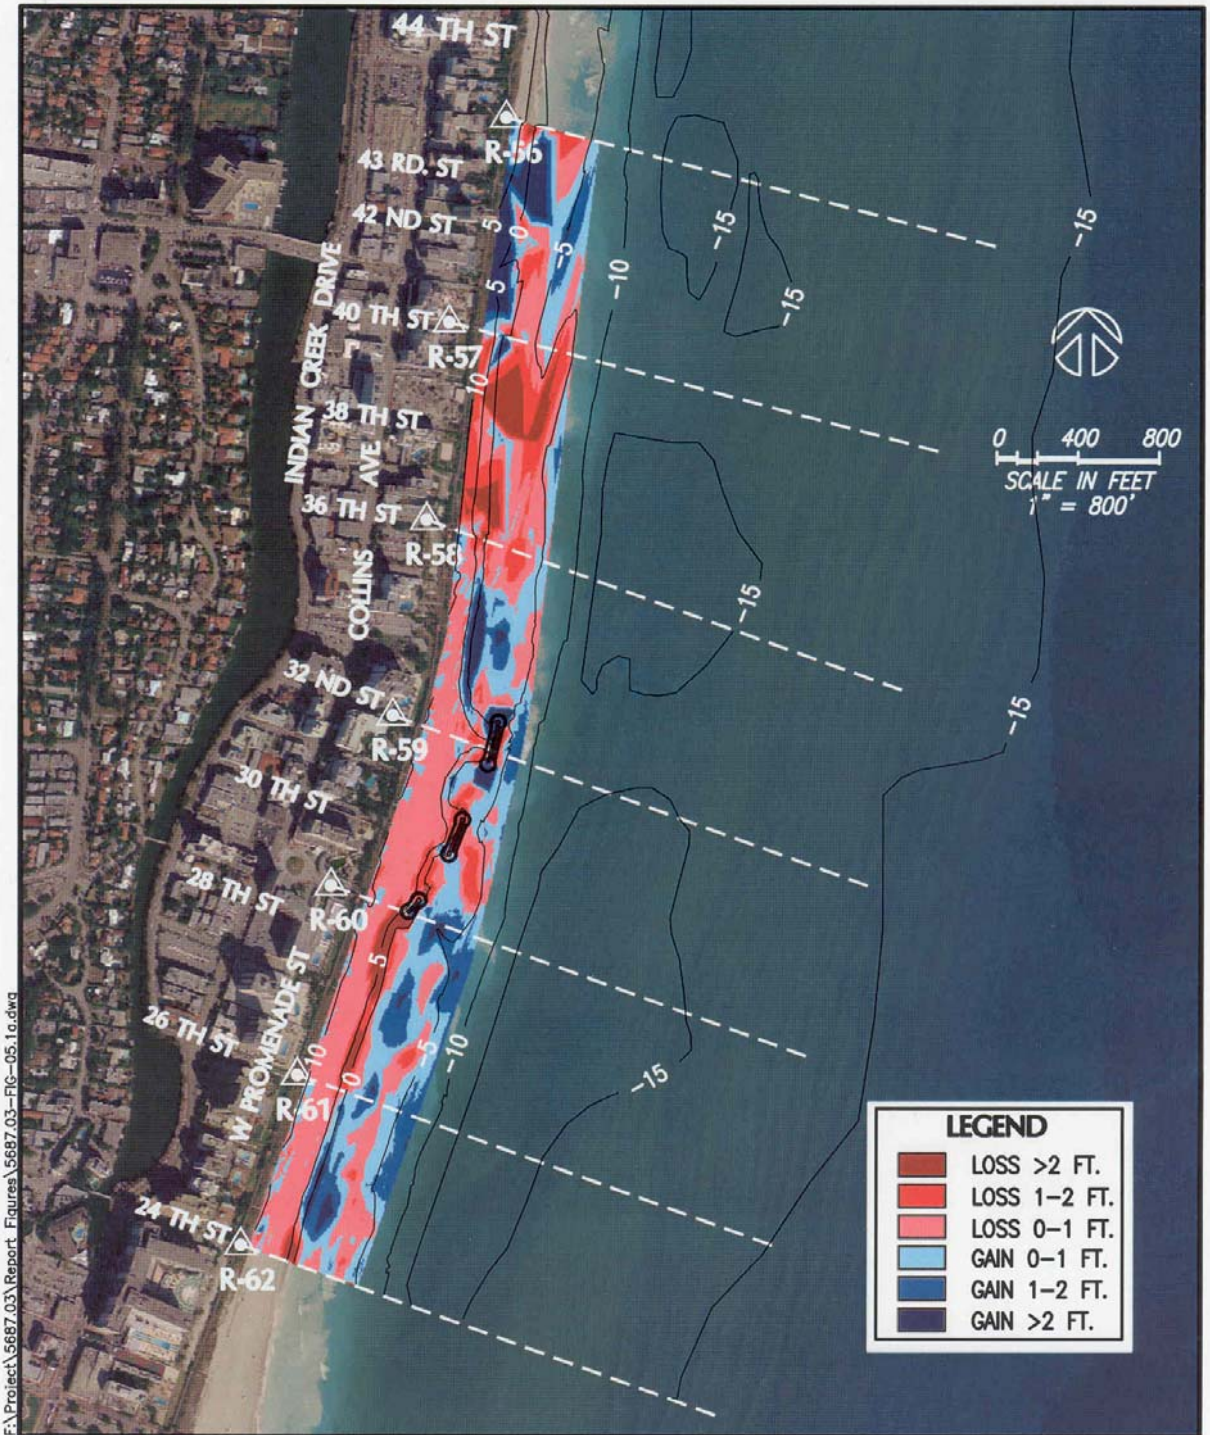 44 TH ST
R-56
43 RD. ST
42 ND ST
5
0
-5
-10
-15
-15
-15
5
INDIAN CREEK DRIVE
40 TH ST
R-57
10
38 TH ST
AVE
COLLINS
36 TH ST
R-58
0 400 800
SCALE IN FEET
1" = 800'
-15
-15
32 ND ST
R-59
30 TH ST
28 TH ST
R-60
5
W PROMENADE ST
26 TH ST
10
0
-5
-10
-15
R-61
24 TH ST
R-62
LEGEND
LOSS >2 FT.
LOSS 1-2 FT.
LOSS 0-1 FT.
GAIN 0-1 FT.
GAIN 1-2 FT.
GAIN >2 FT.
F:\Project\5687.03\Report Figures\5687.03-FIG-05.1a.dwg